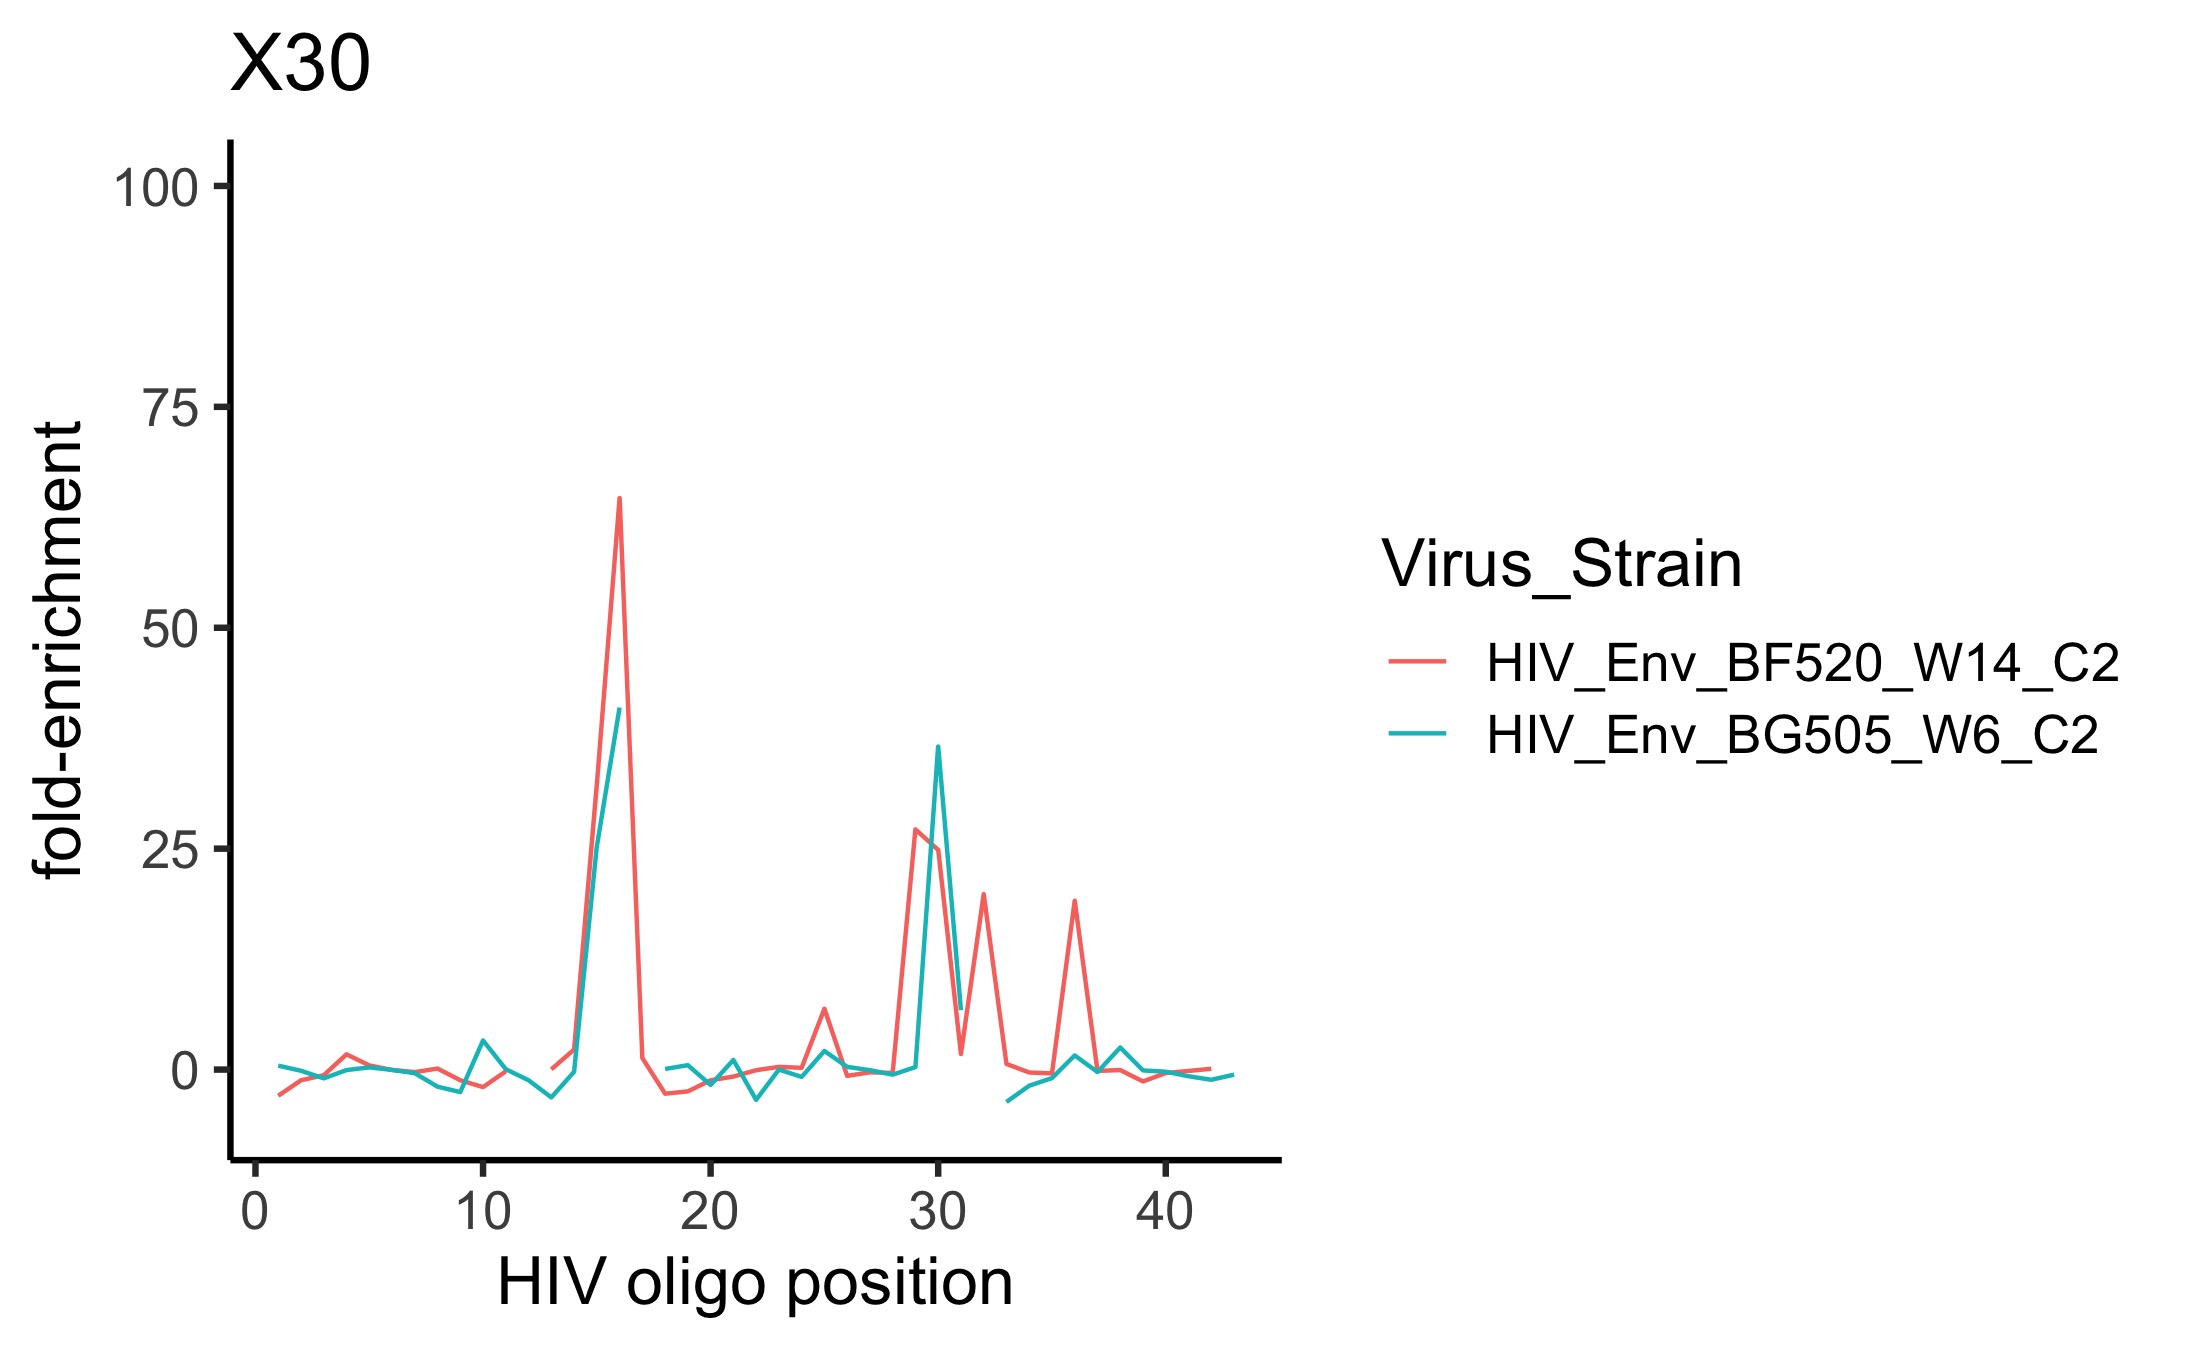 X30
fold-enrichment
100
75
50
25
0
0 10 20 30 40
HIV oligo position
Virus_Strain
HIV_Env_BF520_W14_C2
HIV_Env_BG505_W6_C2